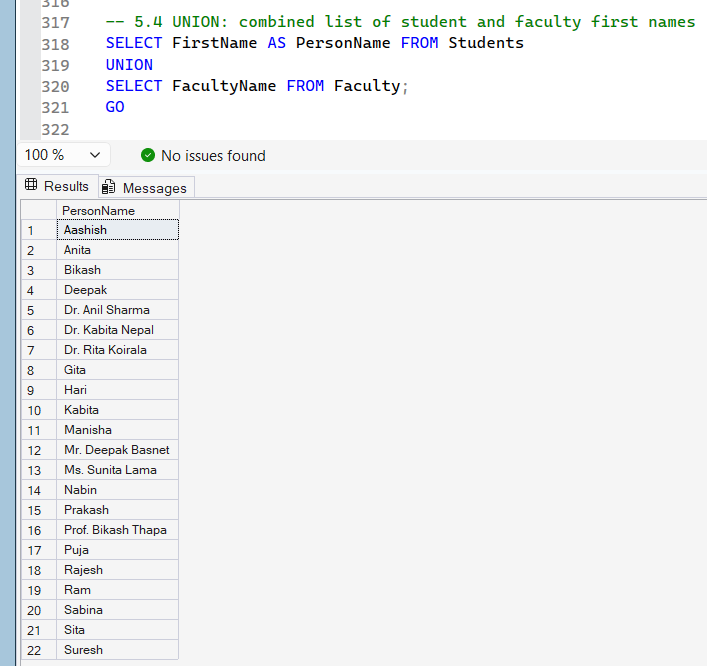 316
317 -- 5.4 UNION: combined list of student and faculty first names
318 SELECT FirstName AS PersonName FROM Students
319 UNION
320 SELECT FacultyName FROM Faculty;
321 GO
322
100 % No issues found
Results Messages
PersonName
1 Aashish
2 Anita
3 Bikash
4 Deepak
5 Dr. Anil Sharma
6 Dr. Kabita Nepal
7 Dr. Rita Koirala
8 Gita
9 Hari
10 Kabita
11 Manisha
12 Mr. Deepak Basnet
13 Ms. Sunita Lama
14 Nabin
15 Prakash
16 Prof. Bikash Thapa
17 Puja
18 Rajesh
19 Ram
20 Sabina
21 Sita
22 Suresh